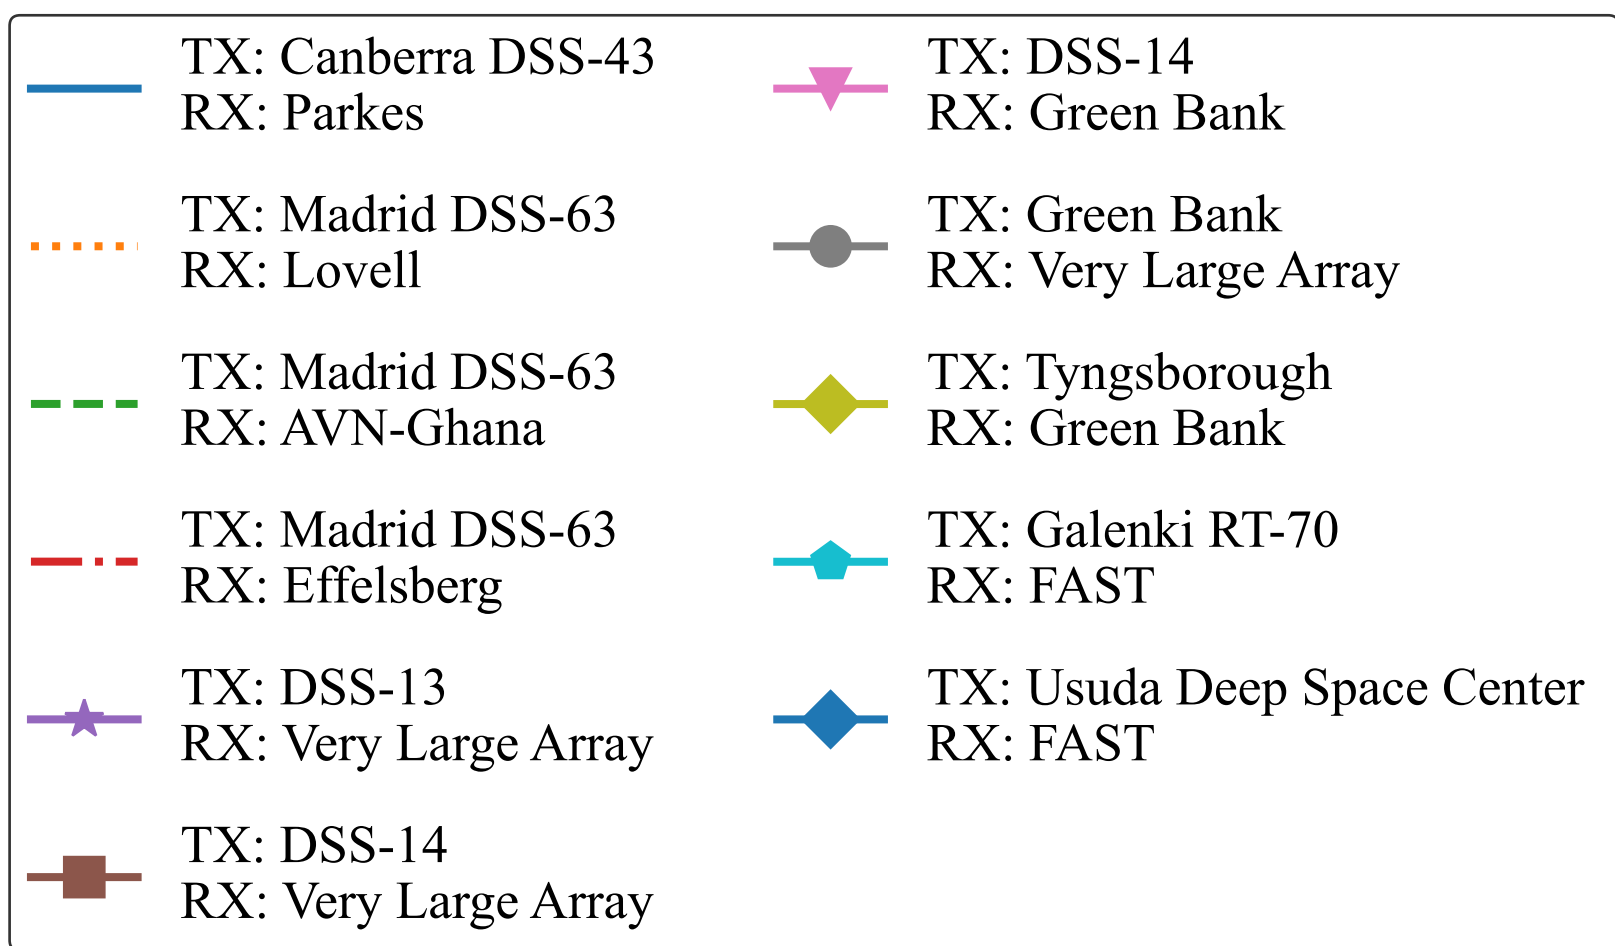 TX: Canberra DSS-43
RX: Parkes
TX: Madrid DSS-63
RX: Lovell
TX: Madrid DSS-63
RX: AVN-Ghana
TX: Madrid DSS-63
RX: Effelsberg
TX: DSS-13
RX: Very Large Array
TX: DSS-14
RX: Very Large Array
TX: DSS-14
RX: Green Bank
TX: Green Bank
RX: Very Large Array
TX: Tyngsborough
RX: Green Bank
TX: Galenki RT-70
RX: FAST
TX: Usuda Deep Space Center
RX: FAST